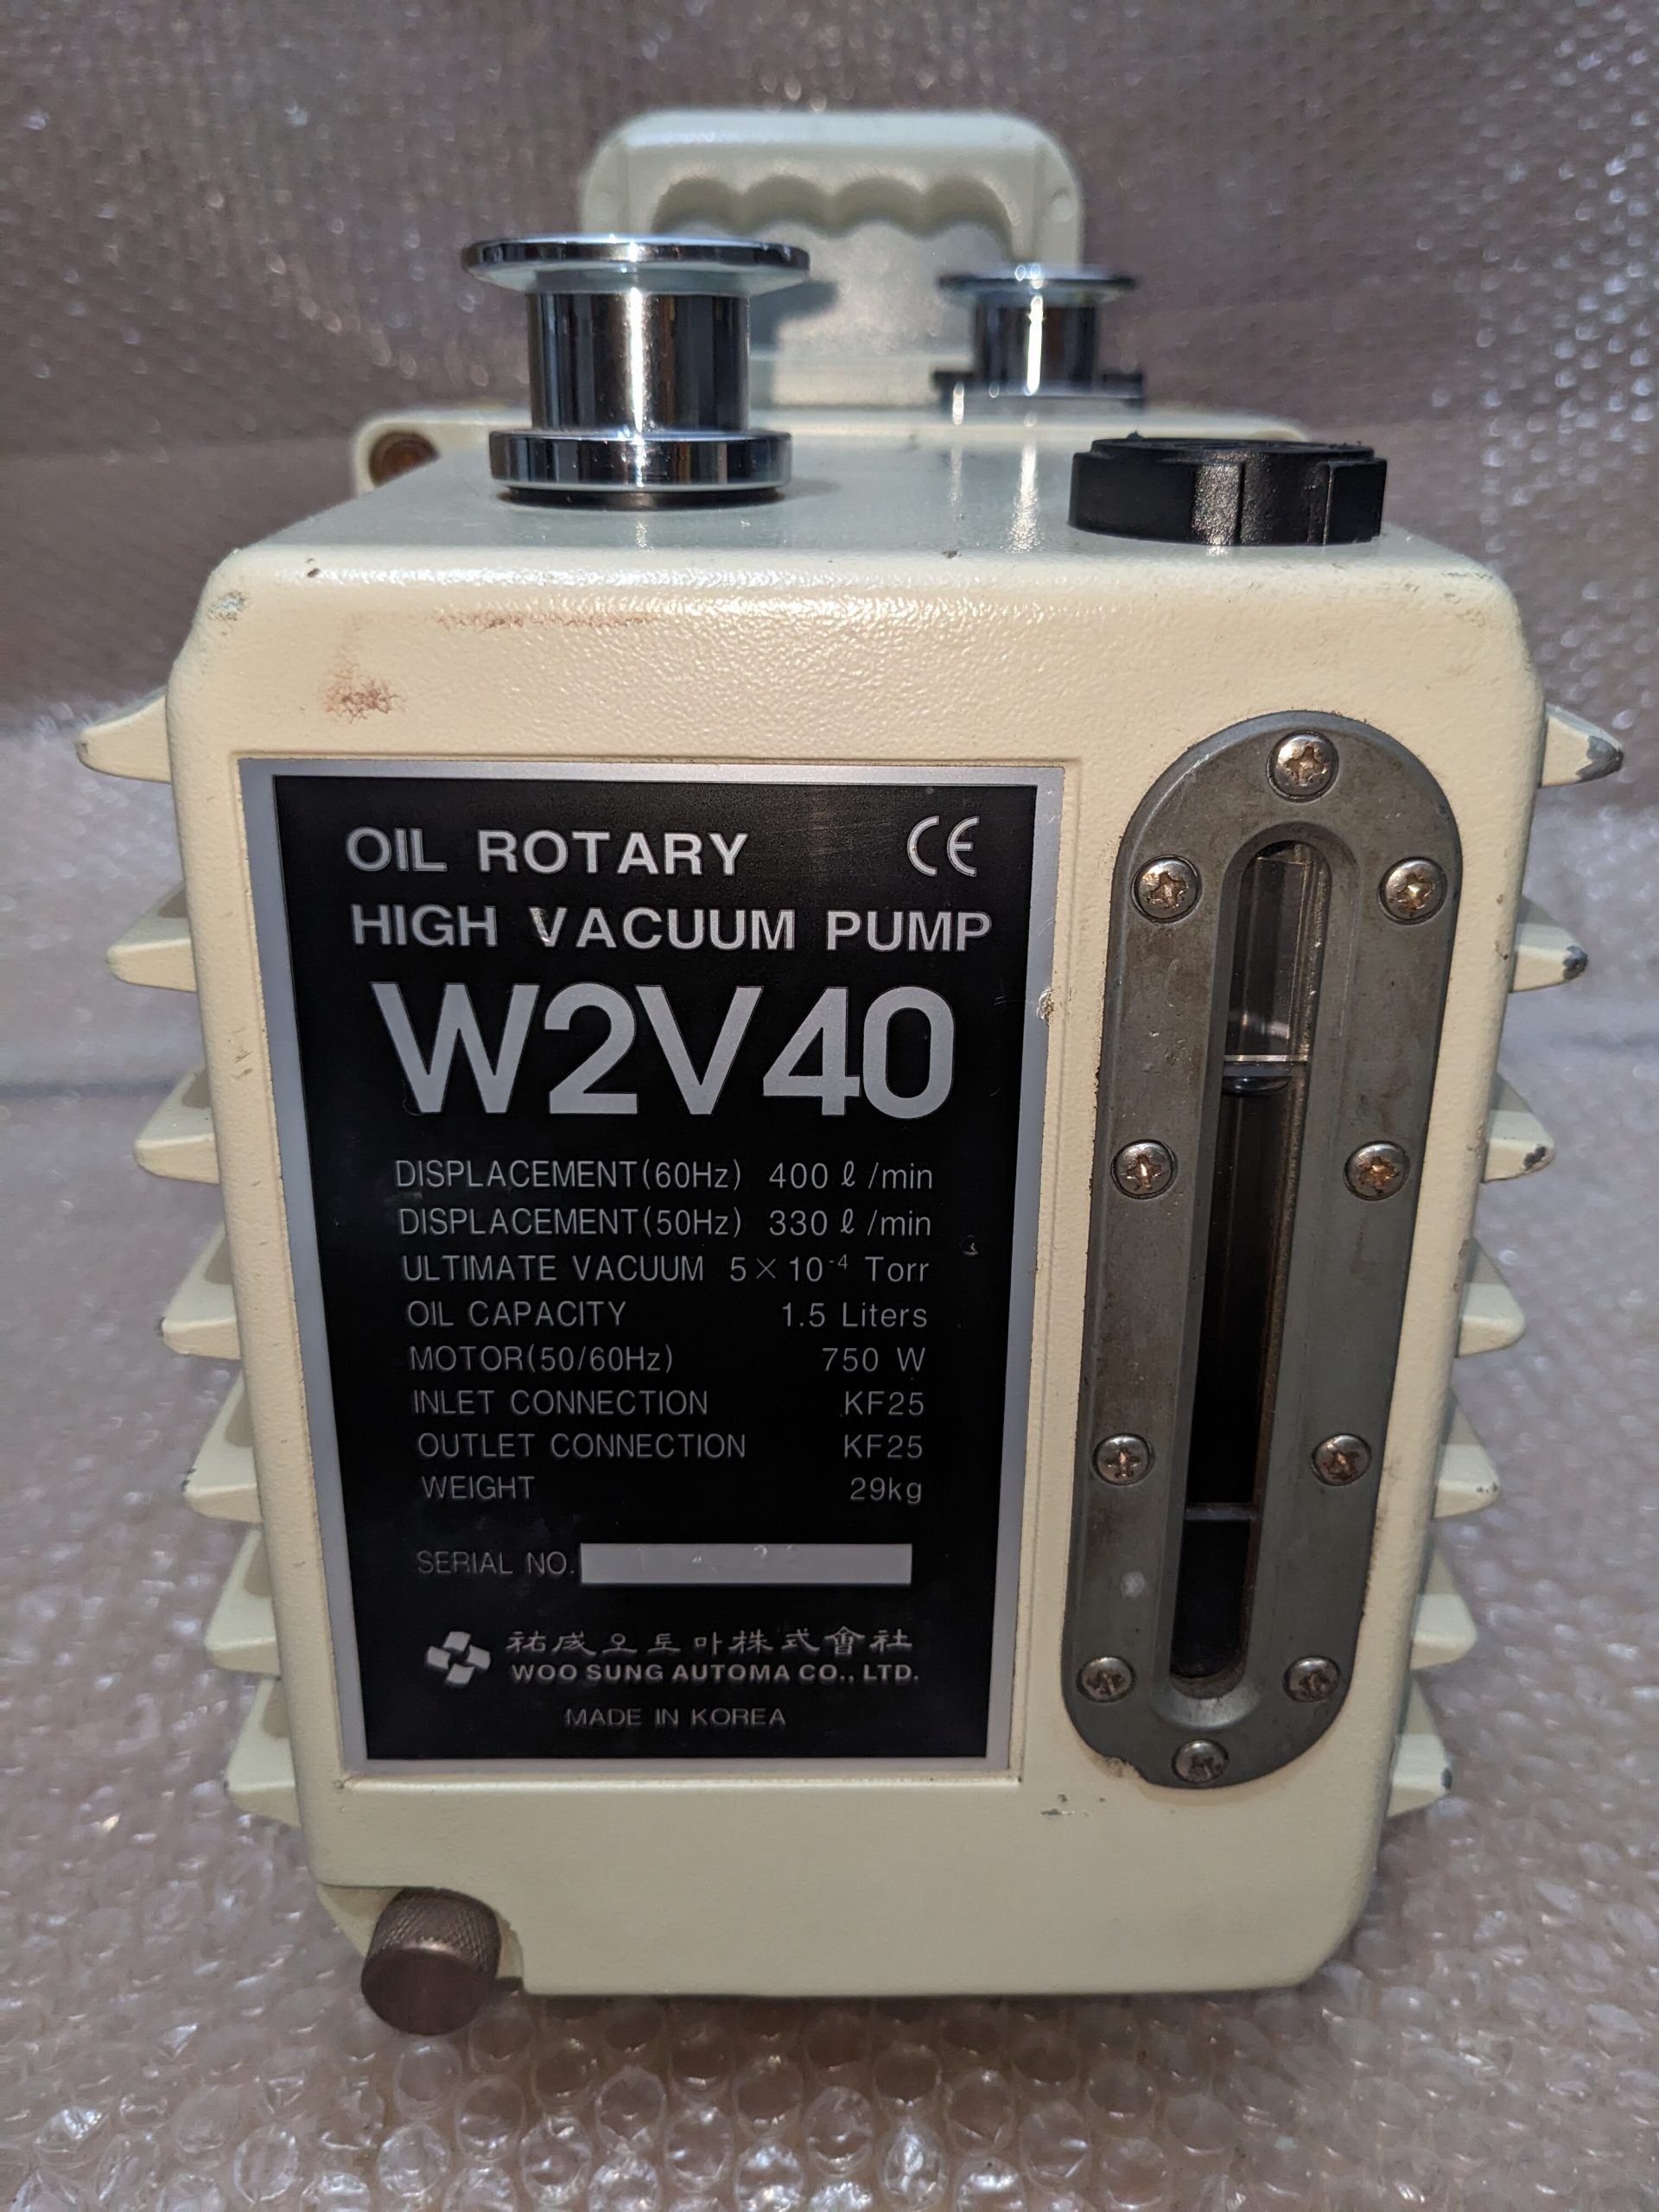 OIL ROTARY CE
HIGH VACUUM PUMP
W2V40
DISPLACEMENT(60Hz) 400 ℓ /min
DISPLACEMENT(50Hz) 330 ℓ /min
ULTIMATE VACUUM 5×10⁻⁴ Torr
OIL CAPACITY 1.5 Liters
MOTOR(50/60Hz) 750 W
INLET CONNECTION KF25
OUTLET CONNECTION KF25
WEIGHT 29kg
SERIAL NO.
祐成오토마株式會社
WOO SUNG AUTOMA CO., LTD.
MADE IN KOREA